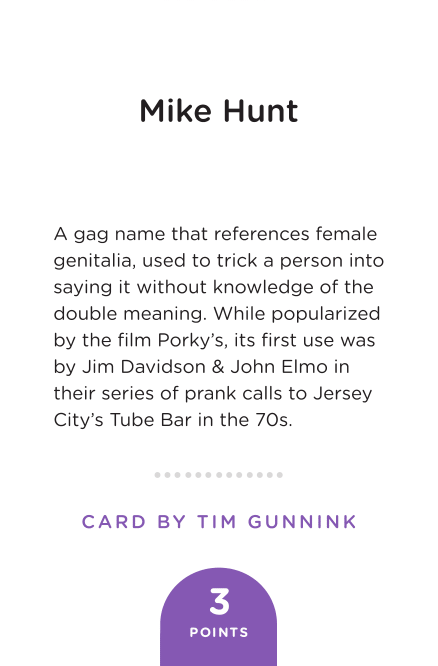 Mike Hunt
A gag name that references female
genitalia, used to trick a person into
saying it without knowledge of the
double meaning. While popularized
by the film Porky's, its first use was
by Jim Davidson & John Elmo in
their series of prank calls to Jersey
City's Tube Bar in the 70s.
CARD BY TIM GUNNINK
3
POINTS